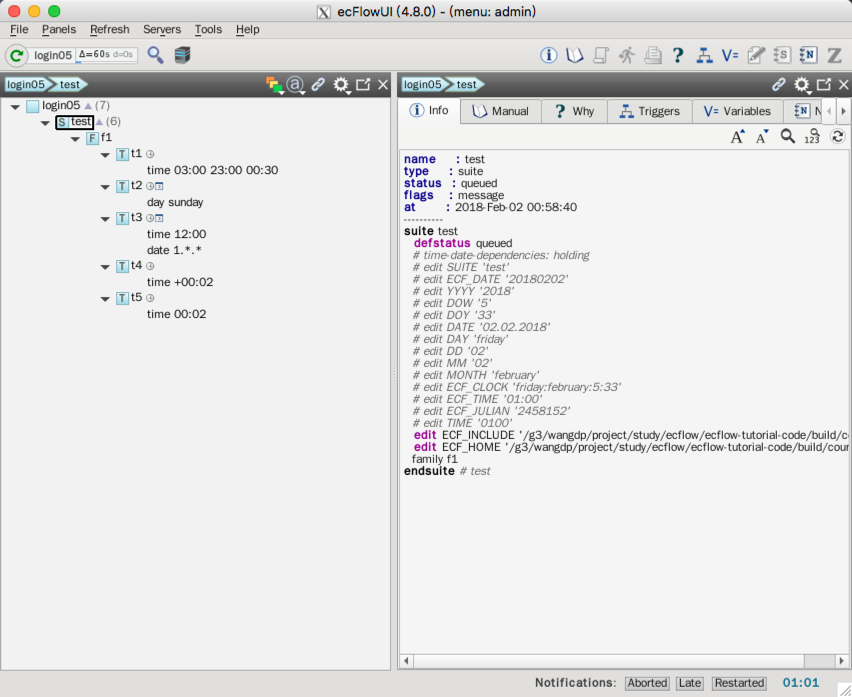 ecFlowUI (4.8.0) - (menu: admin)
File Panels Refresh Servers Tools Help
login05 Δ=60s d=0s
login05 test
login05 (7)
S test (6)
F f1
T t1
time 03:00 23:00 00:30
T t2
day sunday
T t3
time 12:00
date 1.*.*
T t4
time +00:02
T t5
time 00:02
login05 test
Info Manual ? Why Triggers V= Variables N
name : test
type : suite
status : queued
flags : message
at : 2018-Feb-02 00:58:40
----------
suite test
defstatus queued
# time-date-dependencies: holding
# edit SUITE 'test'
# edit ECF_DATE '20180202'
# edit YYYY '2018'
# edit DOW '5'
# edit DOY '33'
# edit DATE '02.02.2018'
# edit DAY 'friday'
# edit DD '02'
# edit MM '02'
# edit MONTH 'february'
# edit ECF_CLOCK 'friday:february:5:33'
# edit ECF_TIME '01:00'
# edit ECF_JULIAN '2458152'
# edit TIME '0100'
edit ECF_INCLUDE '/g3/wangdp/project/study/ecflow/ecflow-tutorial-code/build/c
edit ECF_HOME '/g3/wangdp/project/study/ecflow/ecflow-tutorial-code/build/cour
family f1
endsuite # test
Notifications: Aborted Late Restarted 01:01